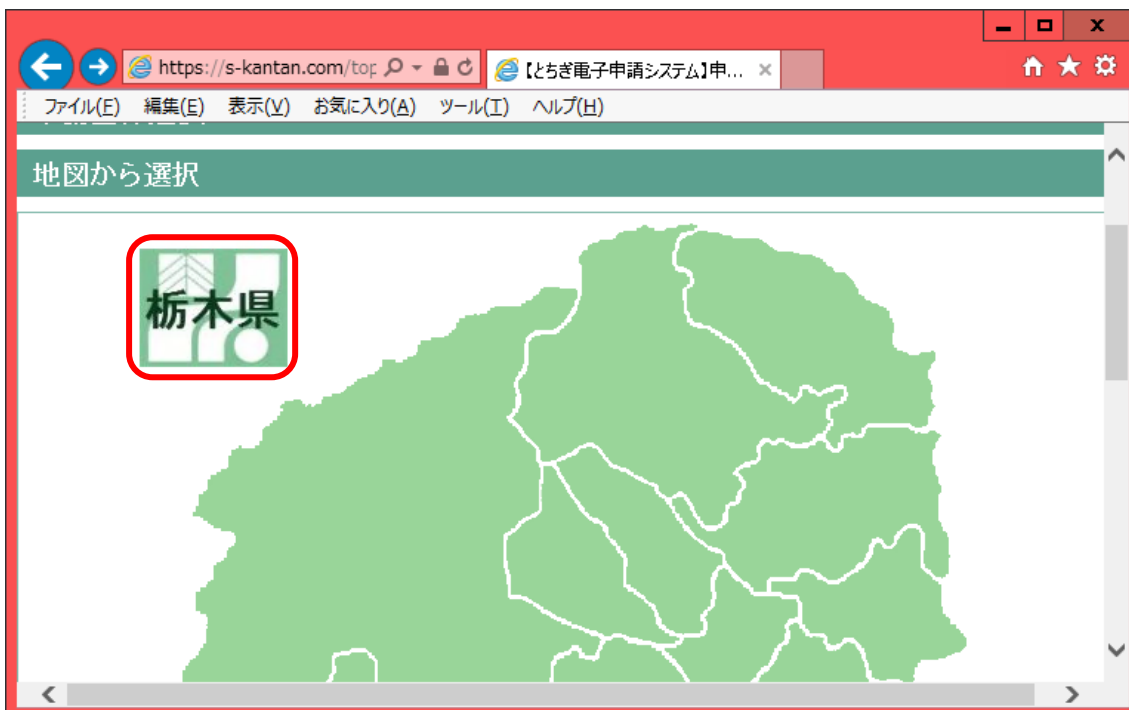 https://s-kantan.com/top
【とちぎ電子申請システム】申...
ファイル(F) 編集(E) 表示(V) お気に入り(A) ツール(T) ヘルプ(H)
地図から選択
栃木県